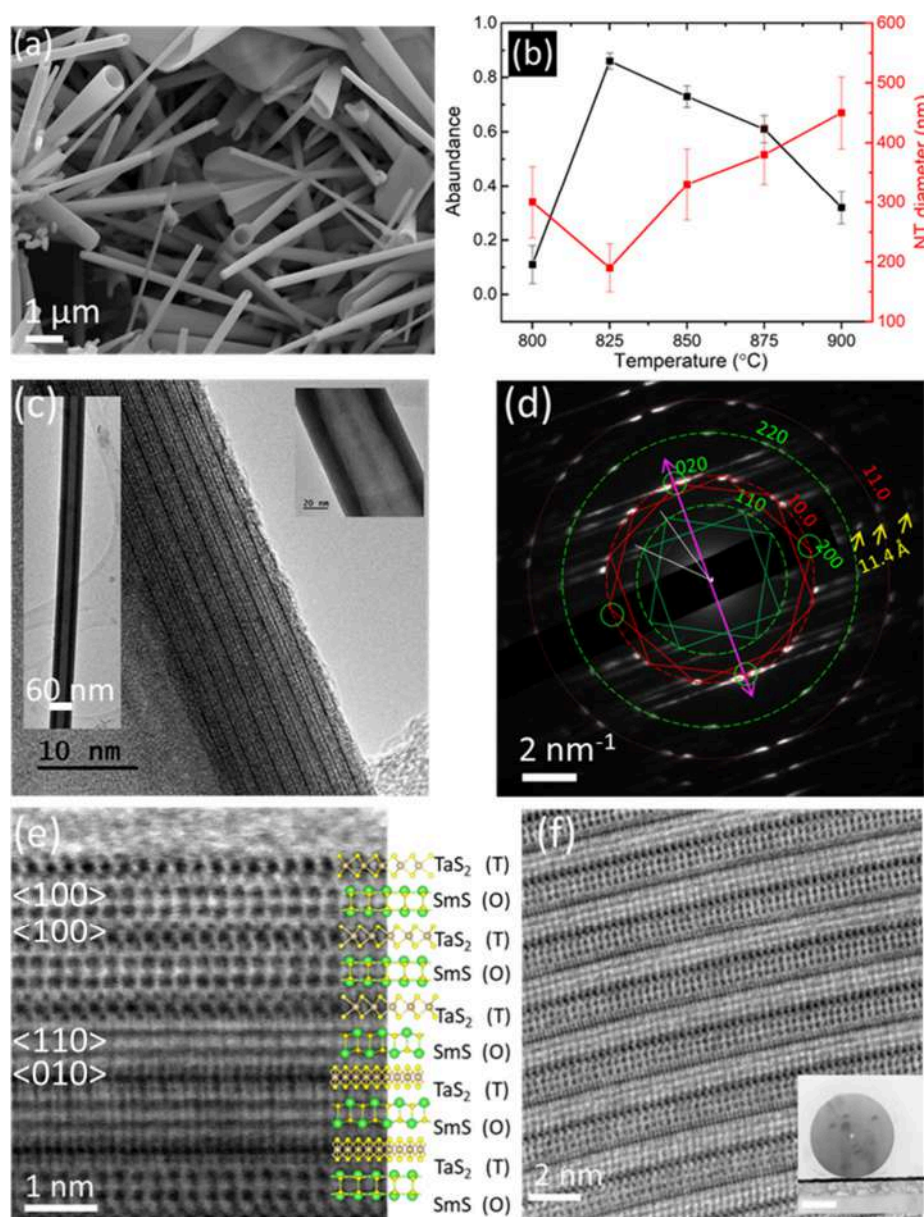 (a)
1 μm
(b)
Abaundance
1.0
0.8
0.6
0.4
0.2
0.0
800 825 850 875 900
Temperature (°C)
600
500
400
300
200
100
NT diameter (nm)
(c)
60 nm
10 nm
20 nm
(d)
220
020
110
10.0
11.0
200
11.4 Å
2 nm⁻¹
(e)
<100>
<100>
<110>
<010>
1 nm
TaS₂ (T)
SmS (O)
TaS₂ (T)
SmS (O)
TaS₂ (T)
SmS (O)
TaS₂ (T)
SmS (O)
TaS₂ (T)
SmS (O)
(f)
2 nm